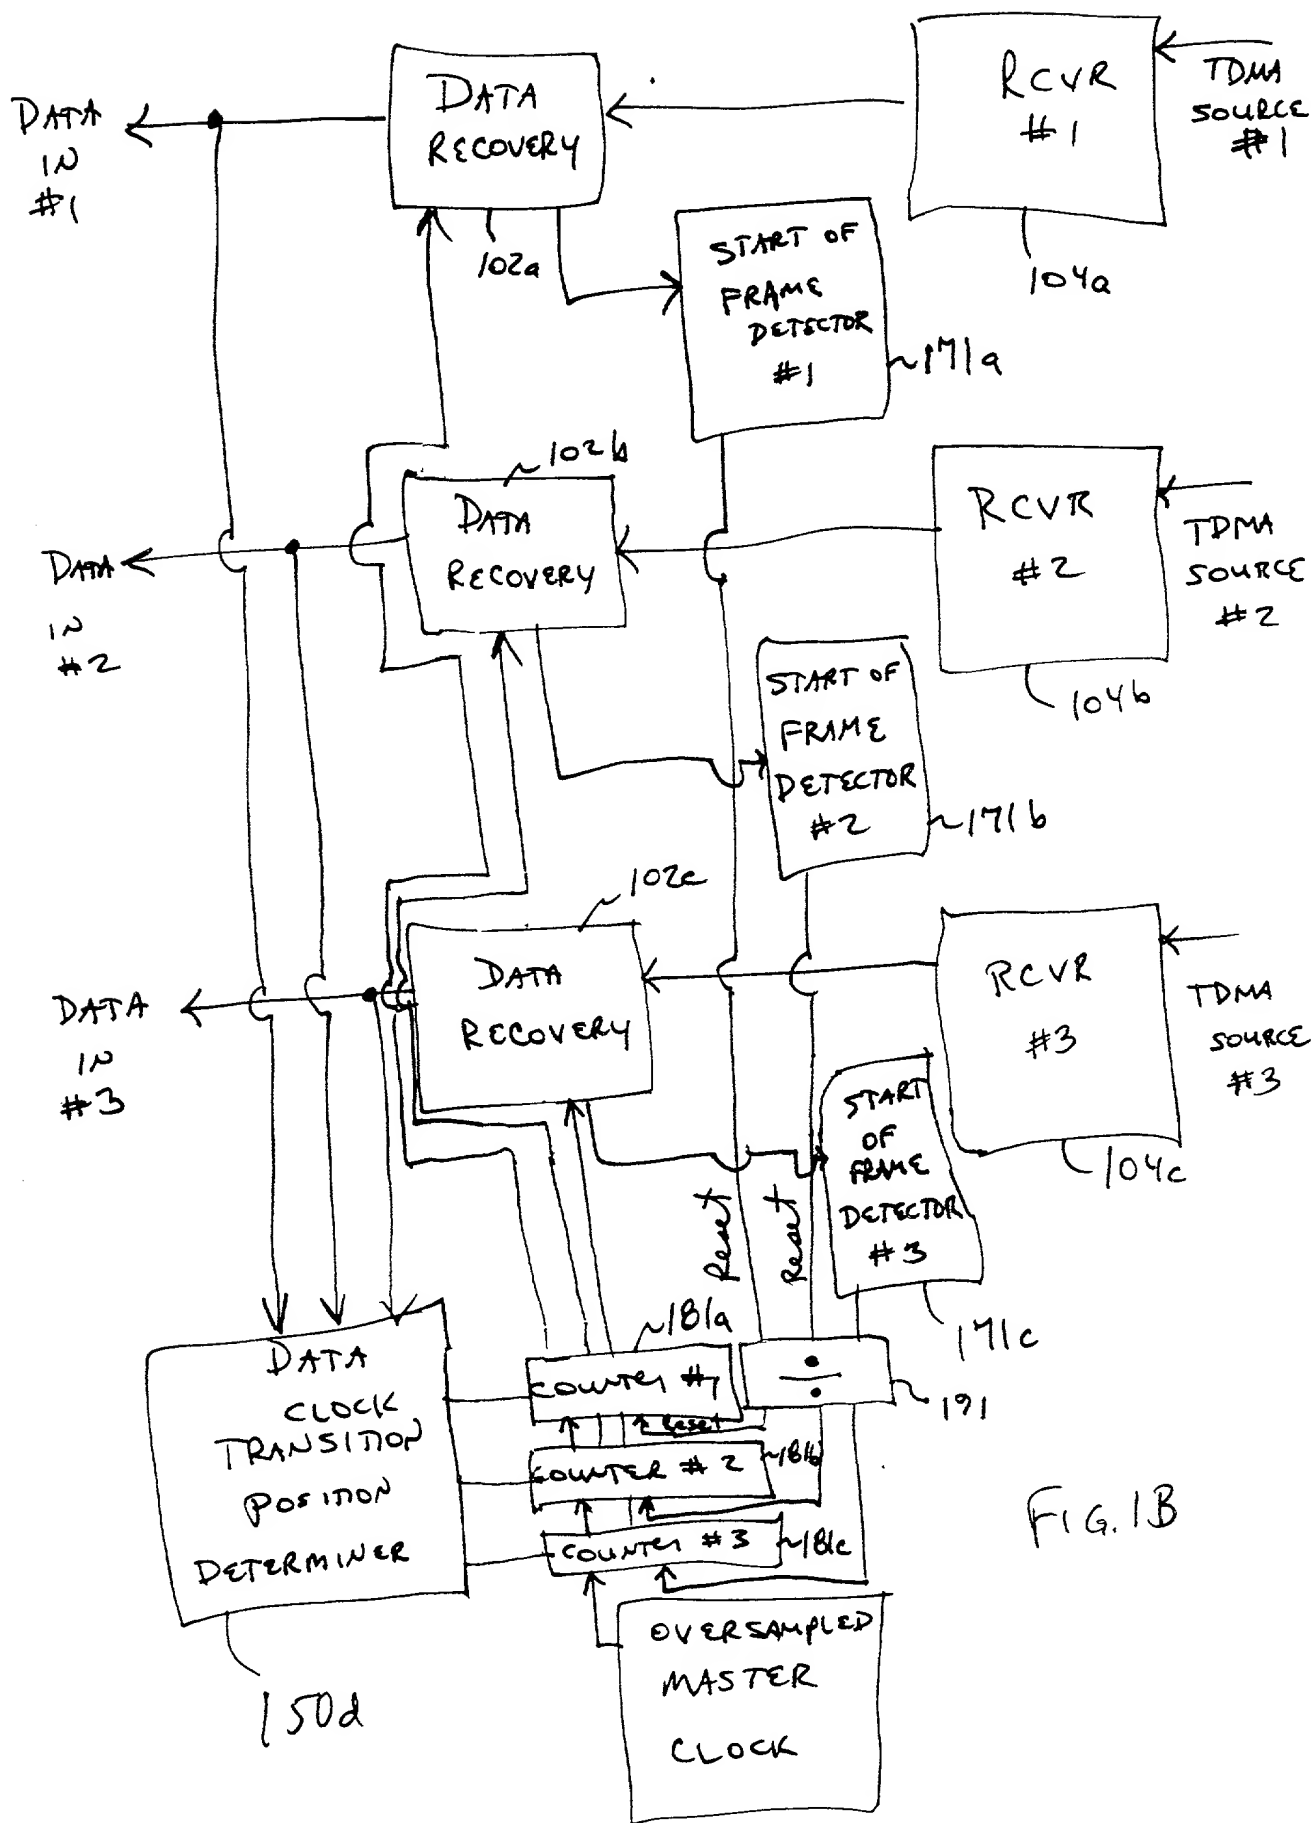 DATA
RECOVERY
RCVR
#1
TDMA
SOURCE
#1
DATA
IN
#1
102a
START OF
FRAME
DETECTOR
#1
104a
171a
102b
DATA
RECOVERY
RCVR
#2
TDMA
SOURCE
#2
DATA
IN
#2
START OF
FRAME
DETECTOR
#2
104b
171b
102c
DATA
RECOVERY
RCVR
#3
TDMA
SOURCE
#3
DATA
IN
#3
START
OF
FRAME
DETECTOR
#3
104c
Reset
Reset
171c
181a
DATA
CLOCK
TRANSITION
POSITION
DETERMINER
COUNTER #1
÷
191
Reset
COUNTER #2
181b
COUNTER #3
181c
FIG. 1B
OVERSAMPLED
MASTER
CLOCK
150d